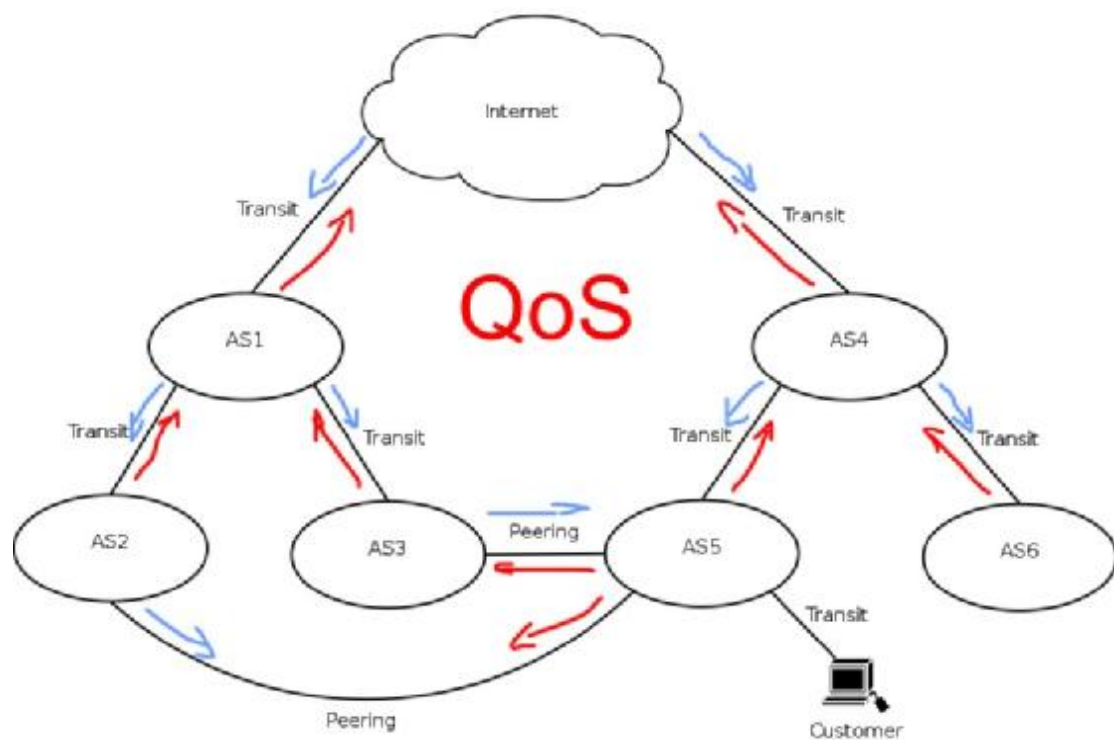 Internet
Transit
Transit
QoS
AS1
AS4
Transit
Transit
Transit
Transit
AS2
AS3
Peering
AS5
AS6
Transit
Peering
Customer